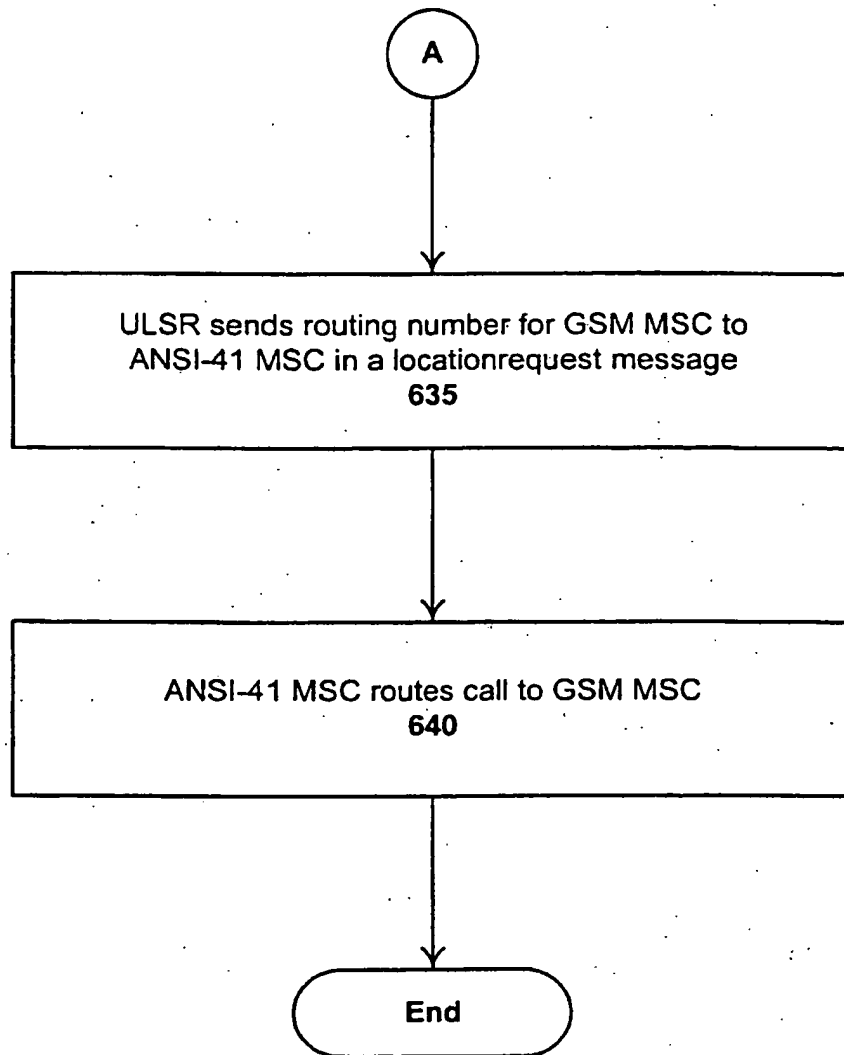 A
ULSR sends routing number for GSM MSC to
ANSI-41 MSC in a locationrequest message
635
ANSI-41 MSC routes call to GSM MSC
640
End